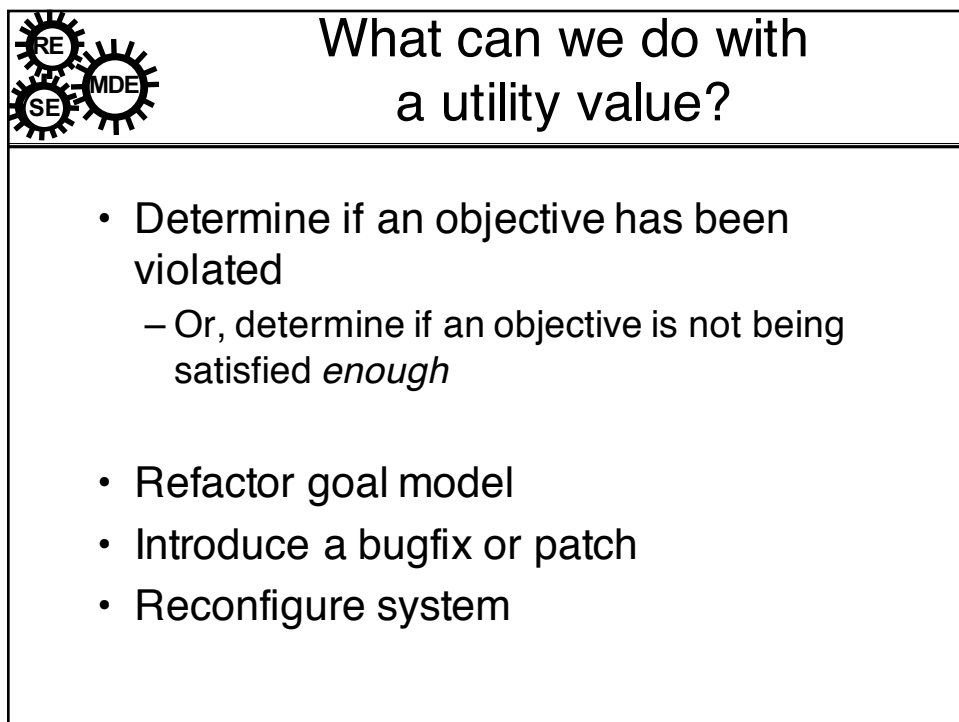 RE
MDE
SE
What can we do with
a utility value?
• Determine if an objective has been
violated
– Or, determine if an objective is not being
satisfied enough
• Refactor goal model
• Introduce a bugfix or patch
• Reconfigure system